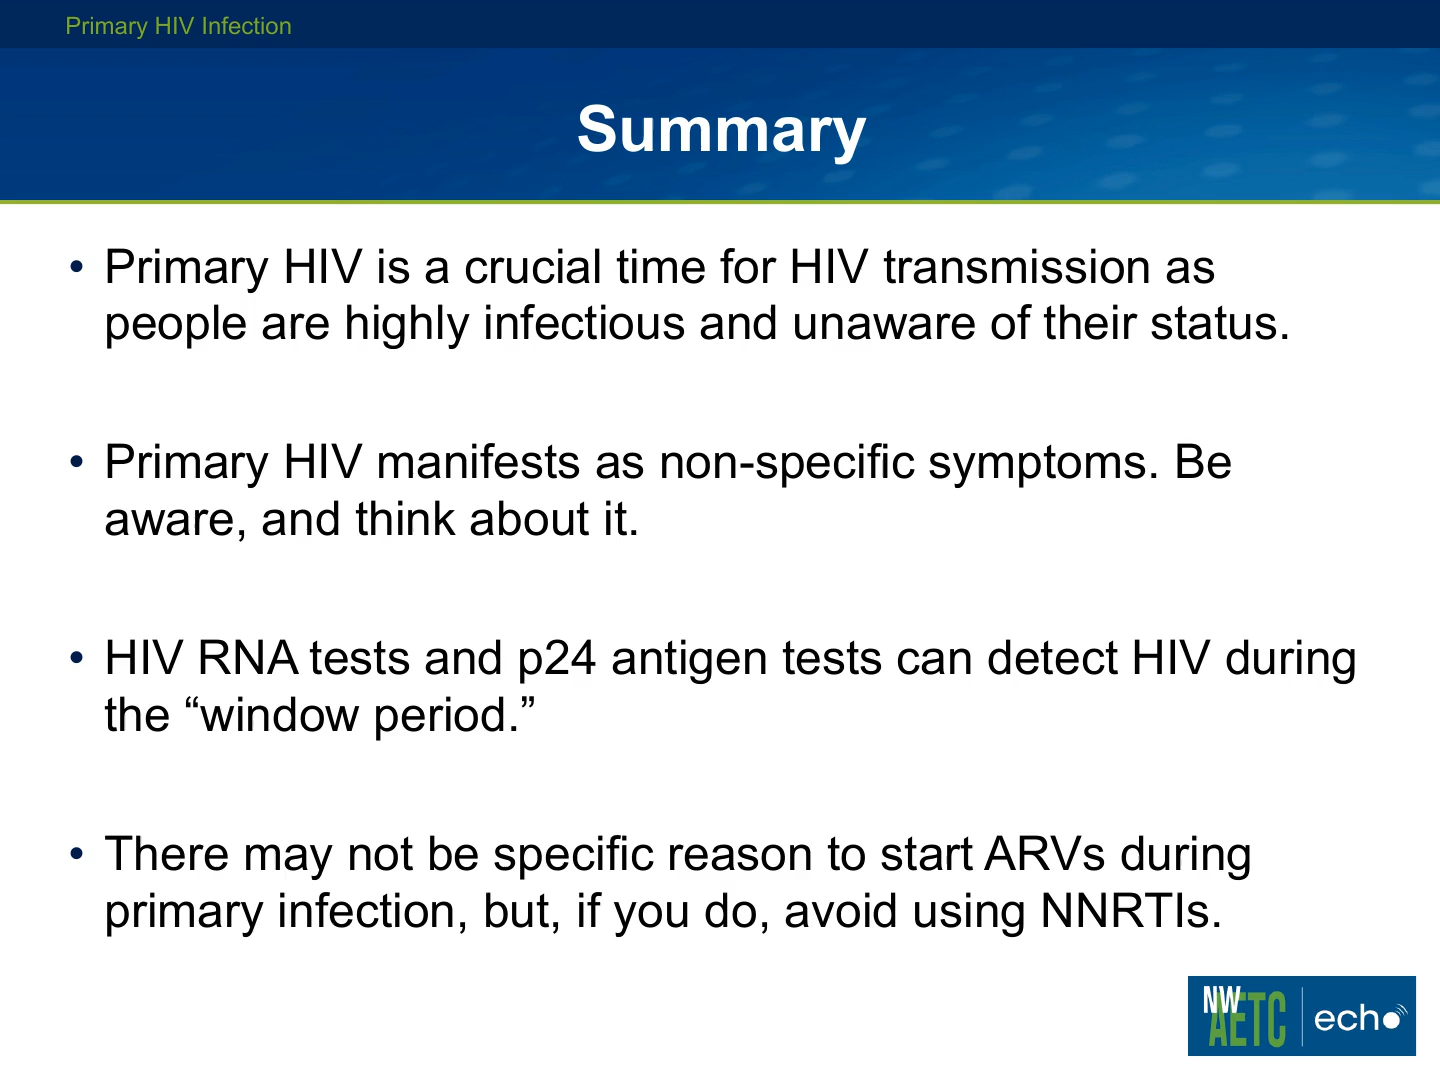 Primary HIV Infection
Summary
• Primary HIV is a crucial time for HIV transmission as
people are highly infectious and unaware of their status.
• Primary HIV manifests as non-specific symptoms. Be
aware, and think about it.
• HIV RNA tests and p24 antigen tests can detect HIV during
the “window period.”
• There may not be specific reason to start ARVs during
primary infection, but, if you do, avoid using NNRTIs.
NW
AETC
echo